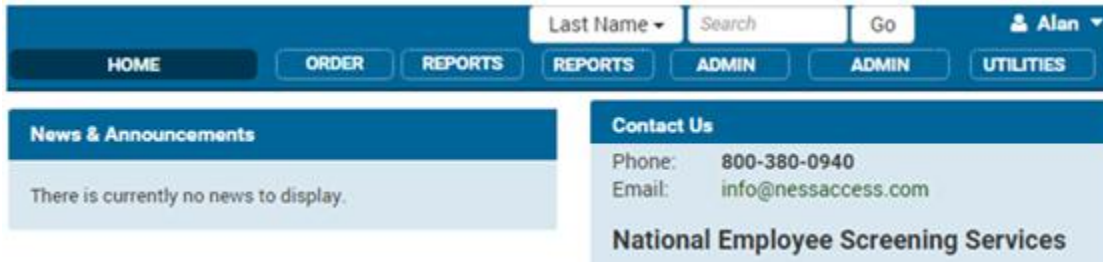 Last Name Search Go Alan
HOME ORDER REPORTS REPORTS ADMIN ADMIN UTILITIES
News & Announcements
There is currently no news to display.
Contact Us
Phone: 800-380-0940
Email: info@nessaccess.com
National Employee Screening Services